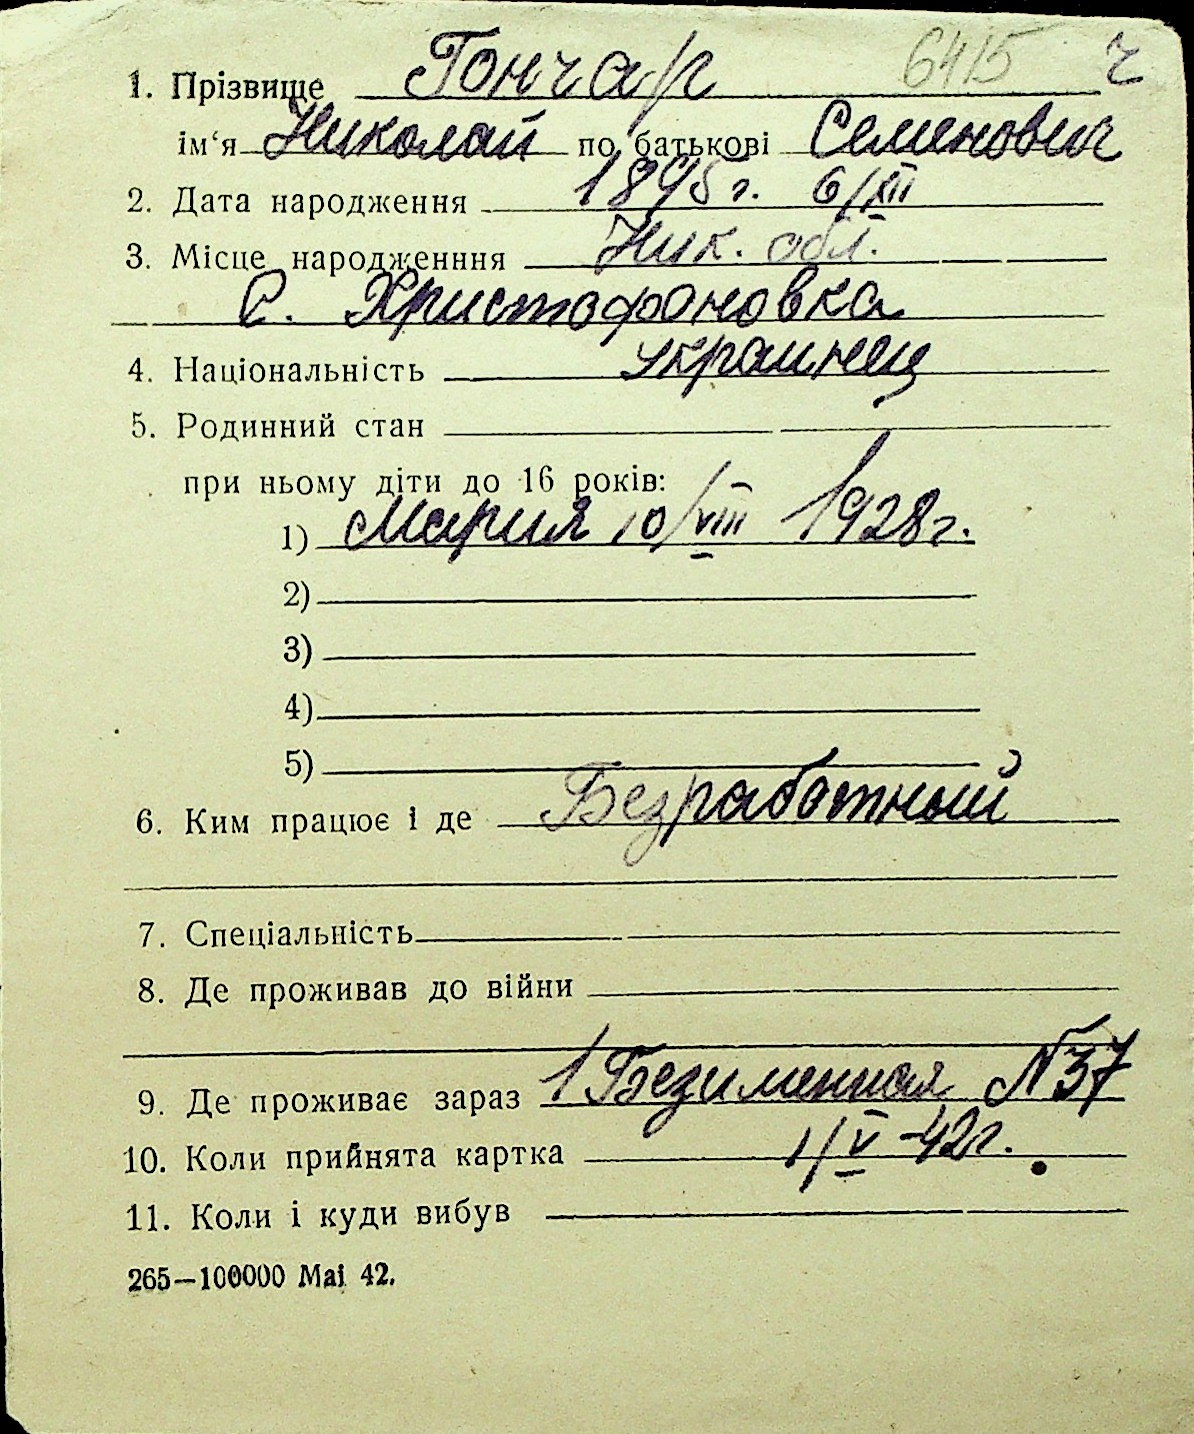 6415 г
1. Прізвище Гончар
ім‘я Николай по батькові Семенович
2. Дата народження 1895 г. 6/XII
3. Місце народженння Ник. обл.
С. Христофоновка
4. Національність украинец
5. Родинний стан
при ньому діти до 16 років:
1) Мария 10/VIII 1928 г.
2)
3)
4)
5)
6. Ким працює і де Безработный
7. Спеціальність
8. Де проживав до війни
9. Де проживає зараз 1 Безименная N 37
10. Коли прийнята картка 1/V-42 г.
11. Коли і куди вибув
265—100000 Mai 42.